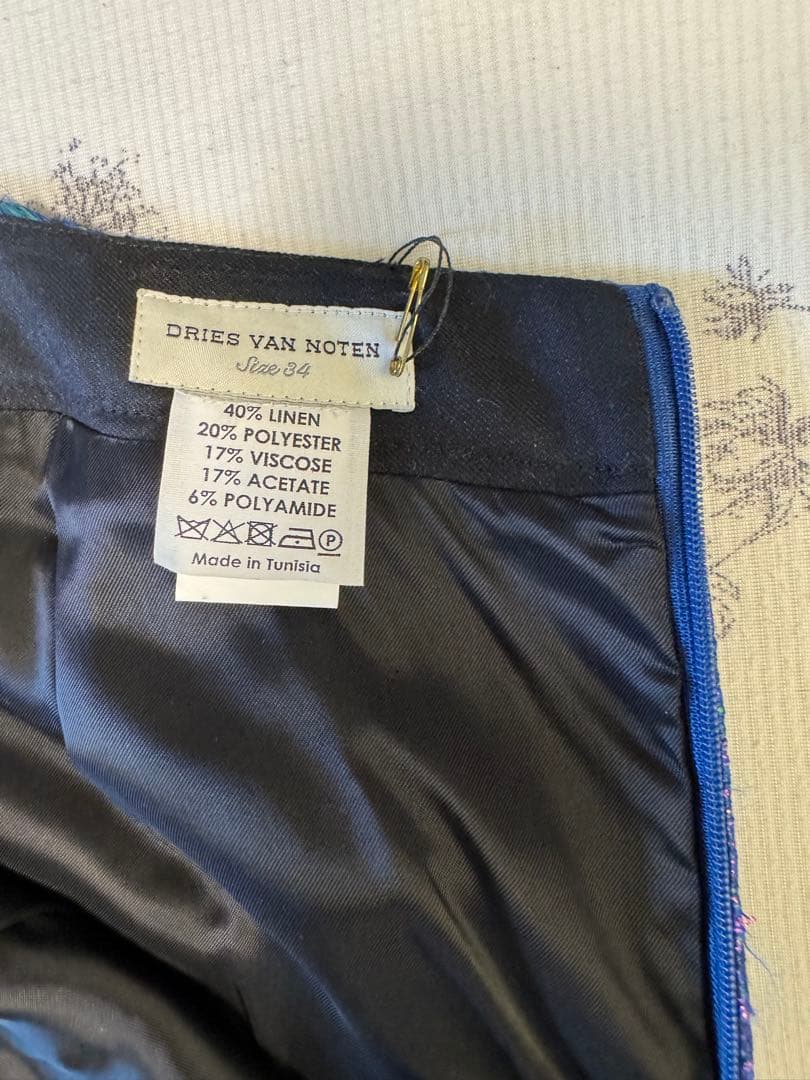 DRIES VAN NOTEN
Size 34
40% LINEN
20% POLYESTER
17% VISCOSE
17% ACETATE
6% POLYAMIDE
P
Made in Tunisia